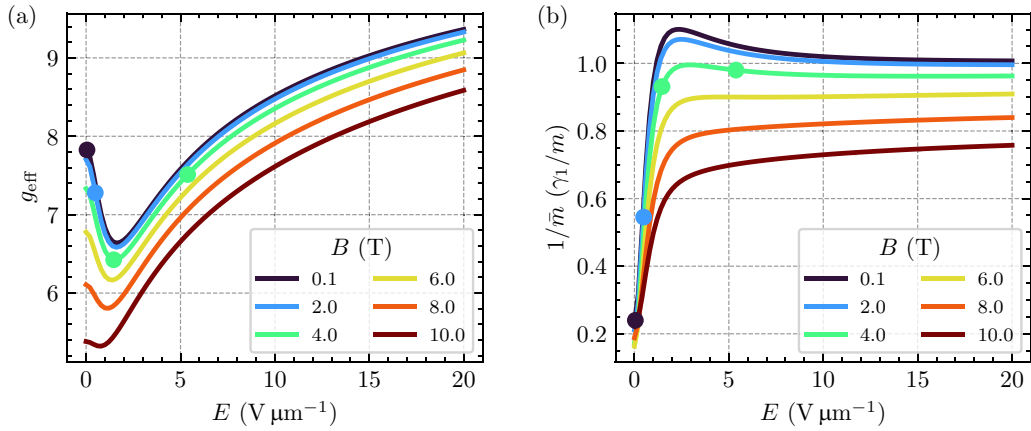 (a)
9
8
7
6
g_eff
0 5 10 15 20
E (V μm⁻¹)
B (T)
0.1 6.0
2.0 8.0
4.0 10.0
(b)
1.0
0.8
0.6
0.4
0.2
1/m̄ (γ₁/m)
0 5 10 15 20
E (V μm⁻¹)
B (T)
0.1 6.0
2.0 8.0
4.0 10.0